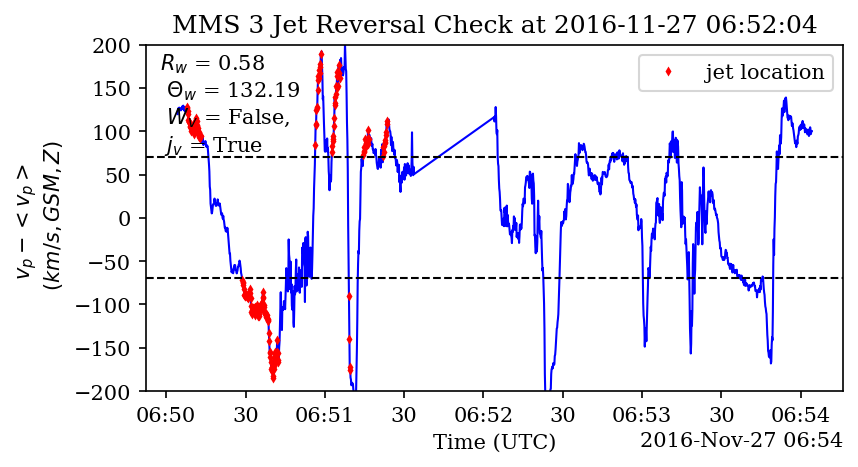 MMS 3 Jet Reversal Check at 2016-11-27 06:52:04
R_w = 0.58
Θ_w = 132.19
W_v = False,
j_v = True
jet location
v_p − < v_p >
(km/s, GSM, Z)
200
150
100
50
0
−50
−100
−150
−200
06:50 30 06:51 30 06:52 30 06:53 30 06:54
Time (UTC)
2016-Nov-27 06:54